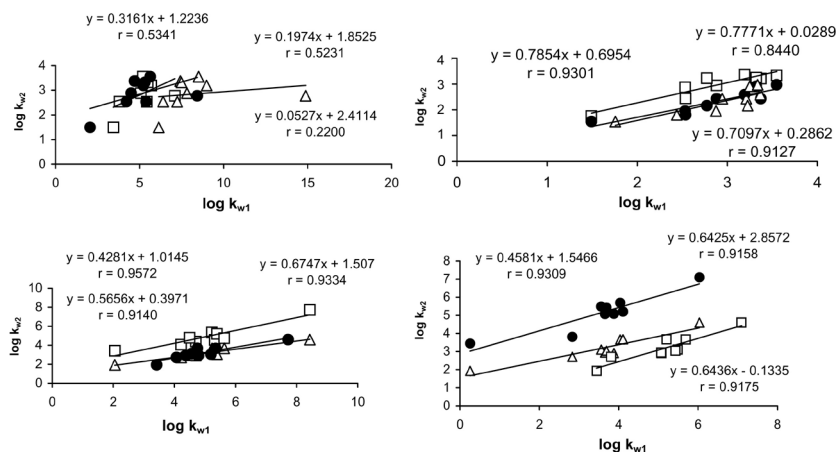 y = 0.3161x + 1.2236
r = 0.5341
y = 0.1974x + 1.8525
r = 0.5231
y = 0.0527x + 2.4114
r = 0.2200
log kw2
4
3
2
1
0
0 5 10 15 20
log kw1
y = 0.7854x + 0.6954
r = 0.9301
y = 0.7771x + 0.0289
r = 0.8440
y = 0.7097x + 0.2862
r = 0.9127
log kw2
4
3
2
1
0
0 1 2 3 4
log kw1
y = 0.4281x + 1.0145
r = 0.9572
y = 0.6747x + 1.507
r = 0.9334
y = 0.5656x + 0.3971
r = 0.9140
log kw2
10
8
6
4
2
0
0 2 4 6 8 10
log kw1
y = 0.6425x + 2.8572
r = 0.9158
y = 0.4581x + 1.5466
r = 0.9309
y = 0.6436x - 0.1335
r = 0.9175
log kw2
8
7
6
5
4
3
2
1
0
0 2 4 6 8
log kw1